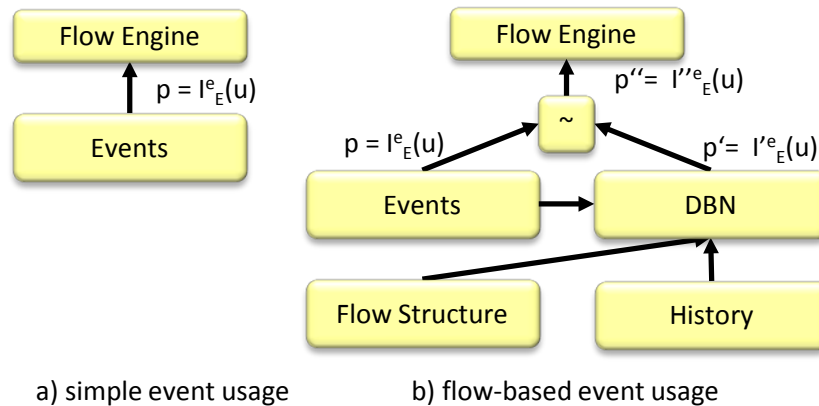 Flow Engine
p = Iᵉ_E(u)
Events
a) simple event usage
Flow Engine
p‘‘= I’’ᵉ_E(u)
~
p = Iᵉ_E(u)
p‘= I’ᵉ_E(u)
Events
DBN
Flow Structure
History
b) flow-based event usage